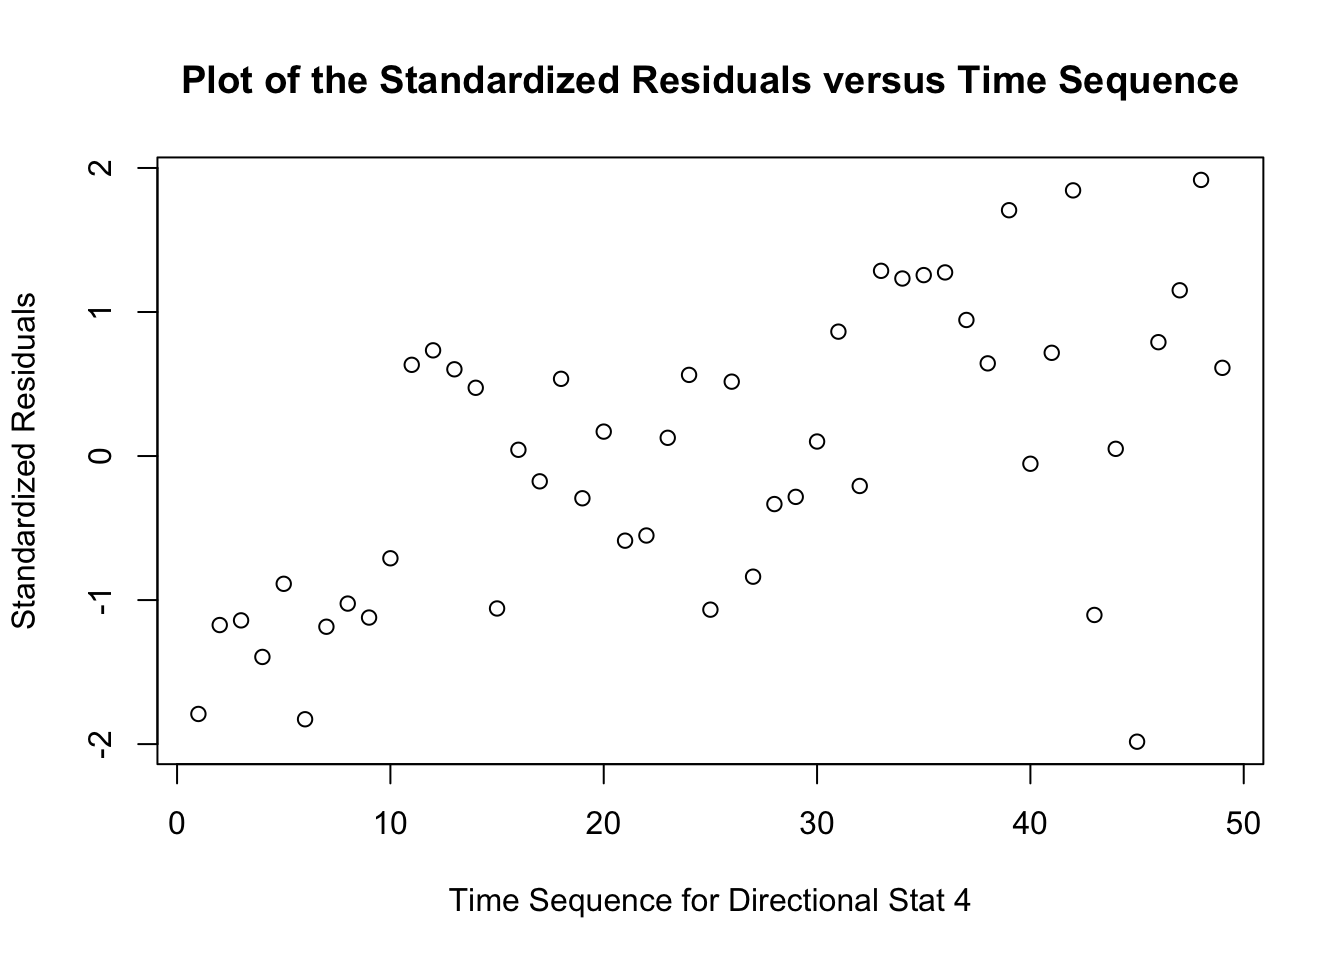 Plot of the Standardized Residuals versus Time Sequence
Standardized Residuals
2
1
0
-1
-2
0 10 20 30 40 50
Time Sequence for Directional Stat 4